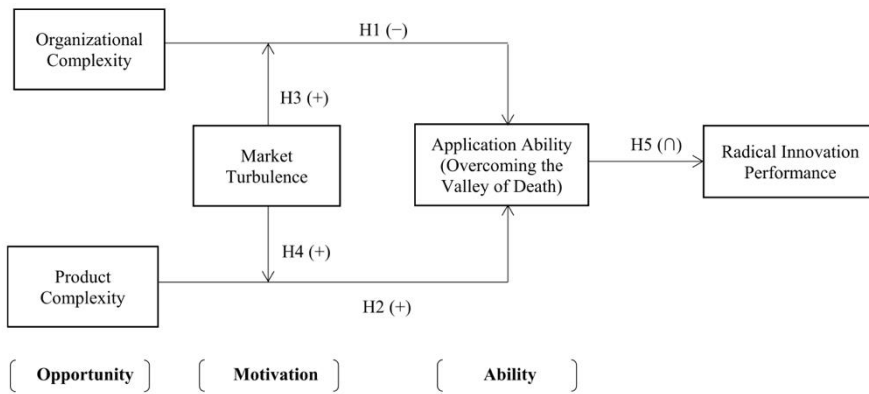 Organizational
Complexity
H1 (−)
H3 (+)
Market
Turbulence
Application Ability
(Overcoming the
Valley of Death)
H5 (∩)
Radical Innovation
Performance
H4 (+)
Product
Complexity
H2 (+)
Opportunity
Motivation
Ability